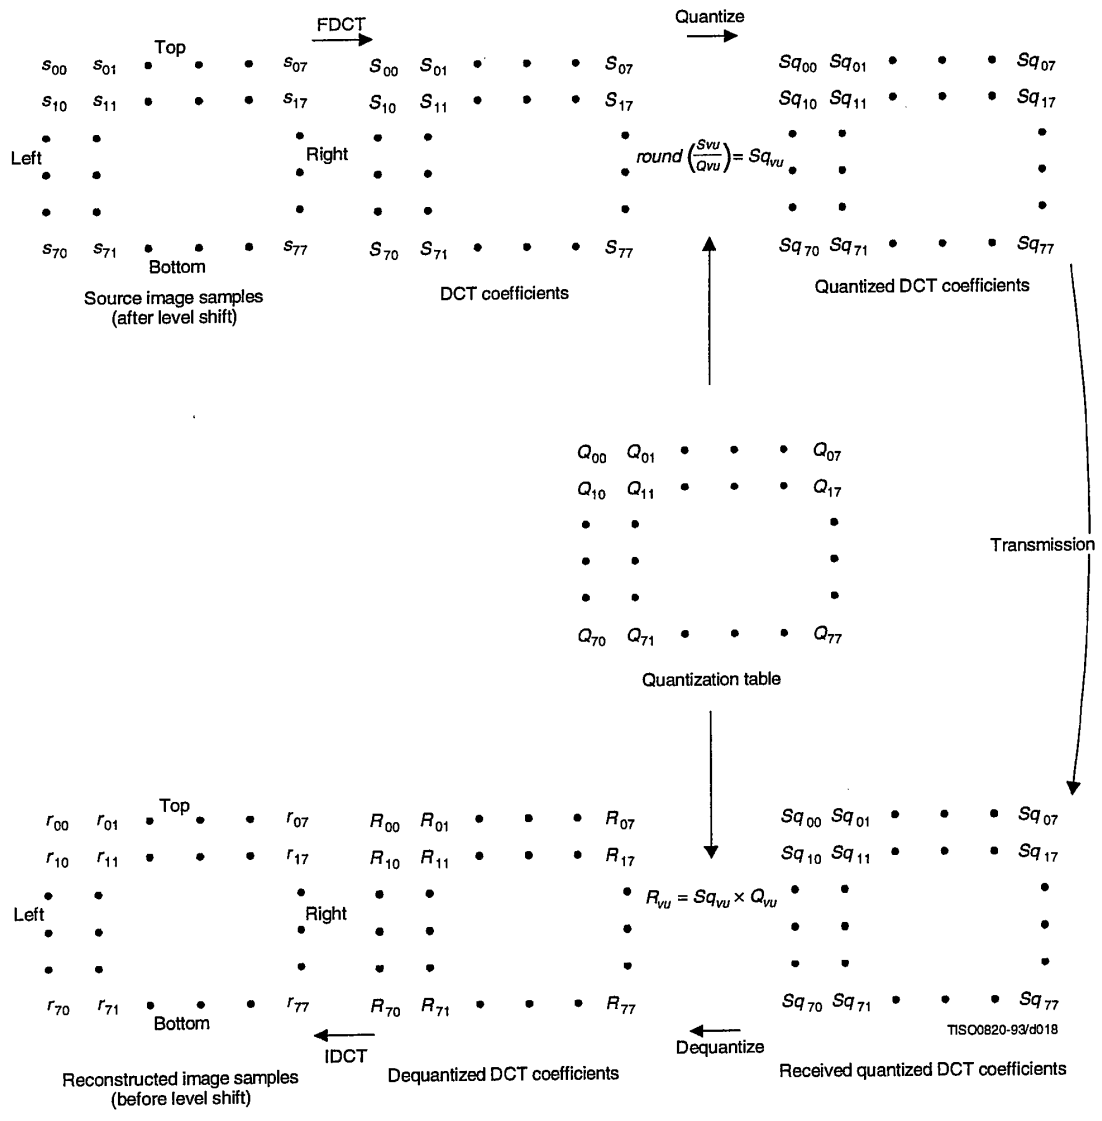 FDCT
Quantize
Top
s00 s01 • • • s07
S00 S01 • • • S07
Sq00 Sq01 • • • Sq07
s10 s11 • • • s17
S10 S11 • • • S17
Sq10 Sq11 • • • Sq17
Left
Right
round (Svu/Qvu) = Sqvu
s70 s71 • • • s77
S70 S71 • • • S77
Sq70 Sq71 • • • Sq77
Bottom
Source image samples
(after level shift)
DCT coefficients
Quantized DCT coefficients
Q00 Q01 • • • Q07
Q10 Q11 • • • Q17
Transmission
Q70 Q71 • • • Q77
Quantization table
Top
r00 r01 • • • r07
R00 R01 • • • R07
Sq00 Sq01 • • • Sq07
r10 r11 • • • r17
R10 R11 • • • R17
Sq10 Sq11 • • • Sq17
Left
Right
Rvu = Sqvu × Qvu
r70 r71 • • • r77
R70 R71 • • • R77
Sq70 Sq71 • • • Sq77
Bottom
IDCT
Dequantize
TISO0820-93/d018
Reconstructed image samples
(before level shift)
Dequantized DCT coefficients
Received quantized DCT coefficients